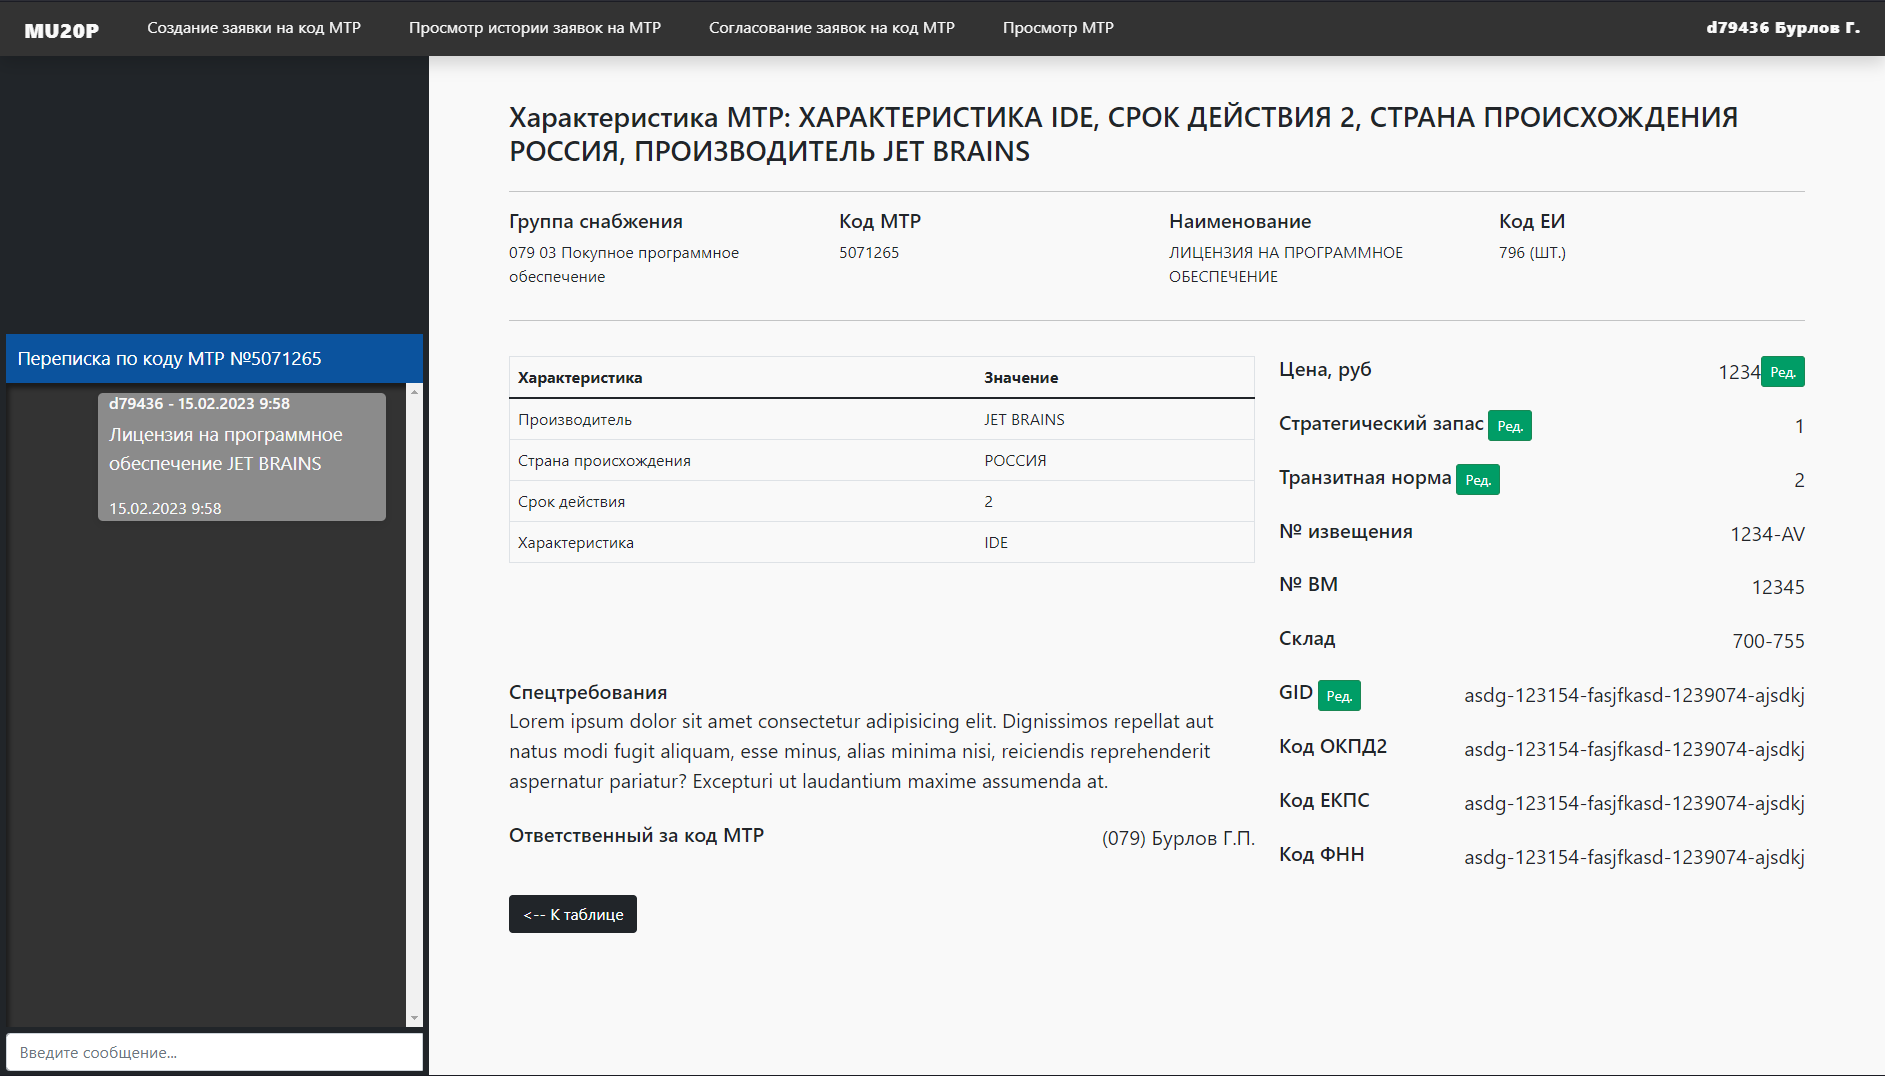 MU20P
Создание заявки на код МТР
Просмотр истории заявок на МТР
Согласование заявок на код МТР
Просмотр МТР
d79436 Бурлов Г.
Переписка по коду МТР №5071265
d79436 - 15.02.2023 9:58
Лицензия на программное
обеспечение JET BRAINS
15.02.2023 9:58
Введите сообщение...
Характеристика МТР: ХАРАКТЕРИСТИКА IDE, СРОК ДЕЙСТВИЯ 2, СТРАНА ПРОИСХОЖДЕНИЯ
РОССИЯ, ПРОИЗВОДИТЕЛЬ JET BRAINS
Группа снабжения
079 03 Покупное программное
обеспечение
Код МТР
5071265
Наименование
ЛИЦЕНЗИЯ НА ПРОГРАММНОЕ
ОБЕСПЕЧЕНИЕ
Код ЕИ
796 (ШТ.)
Характеристика Значение
Производитель JET BRAINS
Страна происхождения РОССИЯ
Срок действия 2
Характеристика IDE
Спецтребования
Lorem ipsum dolor sit amet consectetur adipisicing elit. Dignissimos repellat aut
natus modi fugit aliquam, esse minus, alias minima nisi, reiciendis reprehenderit
aspernatur pariatur? Excepturi ut laudantium maxime assumenda at.
Ответственный за код МТР (079) Бурлов Г.П.
<-- К таблице
Цена, руб 1234 Ред.
Стратегический запас Ред. 1
Транзитная норма Ред. 2
№ извещения 1234-AV
№ ВМ 12345
Склад 700-755
GID Ред. asdg-123154-fasjfkasd-1239074-ajsdkj
Код ОКПД2 asdg-123154-fasjfkasd-1239074-ajsdkj
Код ЕКПС asdg-123154-fasjfkasd-1239074-ajsdkj
Код ФНН asdg-123154-fasjfkasd-1239074-ajsdkj